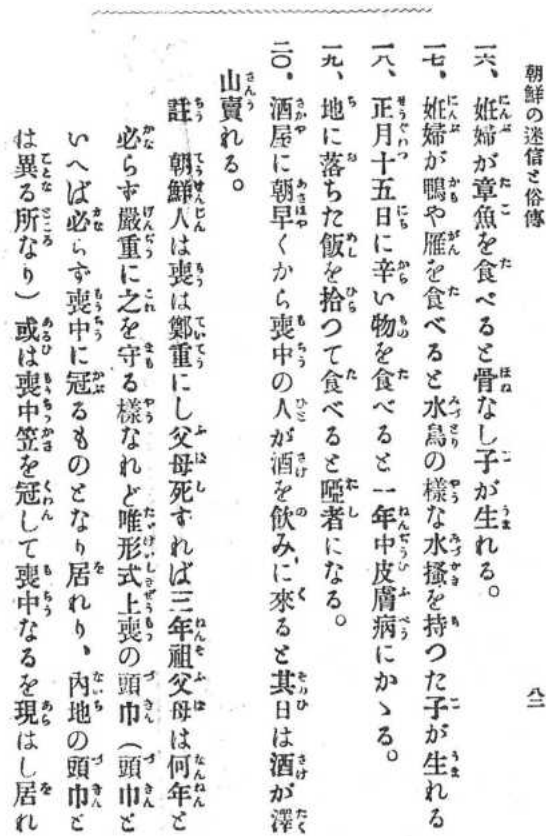 朝鮮の迷信と俗傳
八二
一六、姙婦が章魚を食べると骨なし子が生れる。
一七、姙婦が鴨や雁を食べると水鳥の樣な水搔を持つた子が生れる
一八、正月十五日に辛い物を食べると一年中皮膚病にかゝる。
一九、地に落ちた飯を拾つて食べると啞者になる。
二〇、酒屋に朝早くから喪中の人が酒を飮みに來ると其日は酒が澤
山賣れる。
註　朝鮮人は喪は鄭重にし父母死すれば三年祖父母は何年と
必らず嚴重に之を守る樣なれど唯形式上喪の頭巾（頭巾と
いへば必らず喪中に冠るものとなり居れり、內地の頭巾と
は異る所なり）或は喪中笠を冠して喪中なるを現はし居れ